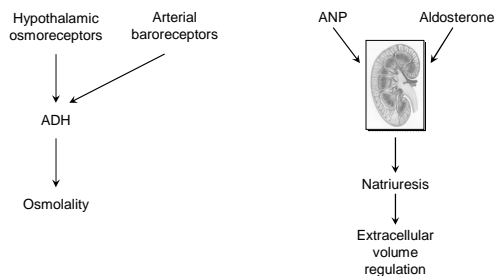 Hypothalamic
osmoreceptors
Arterial
baroreceptors
ADH
Osmolality
ANP
Aldosterone
Natriuresis
Extracellular
volume
regulation